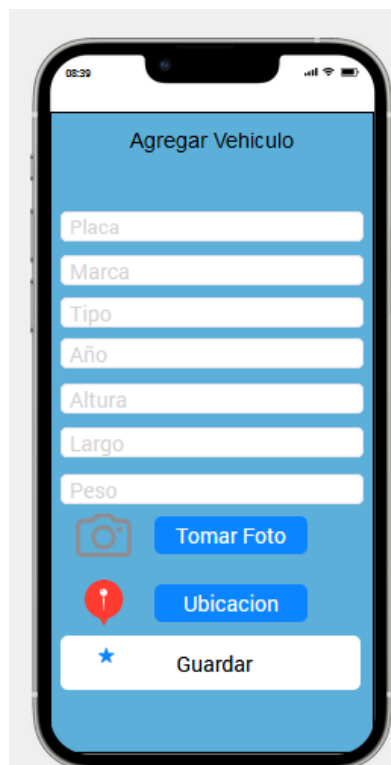 08:39
Agregar Vehiculo
Placa
Marca
Tipo
Año
Altura
Largo
Peso
Tomar Foto
Ubicacion
Guardar